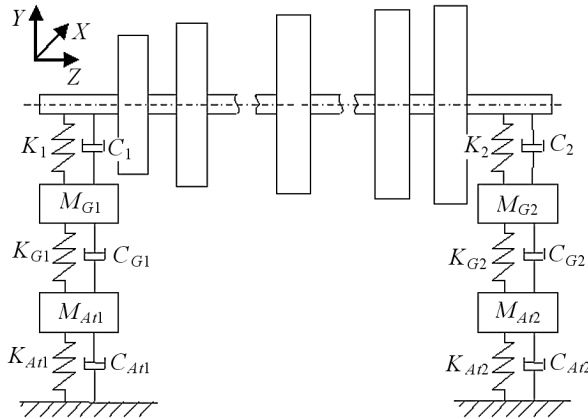 Y
X
Z
K1 C1 K2 C2
MG1 MG2
KG1 CG1 KG2 CG2
MAt1 MAt2
KAt1 CAt1 KAt2 CAt2